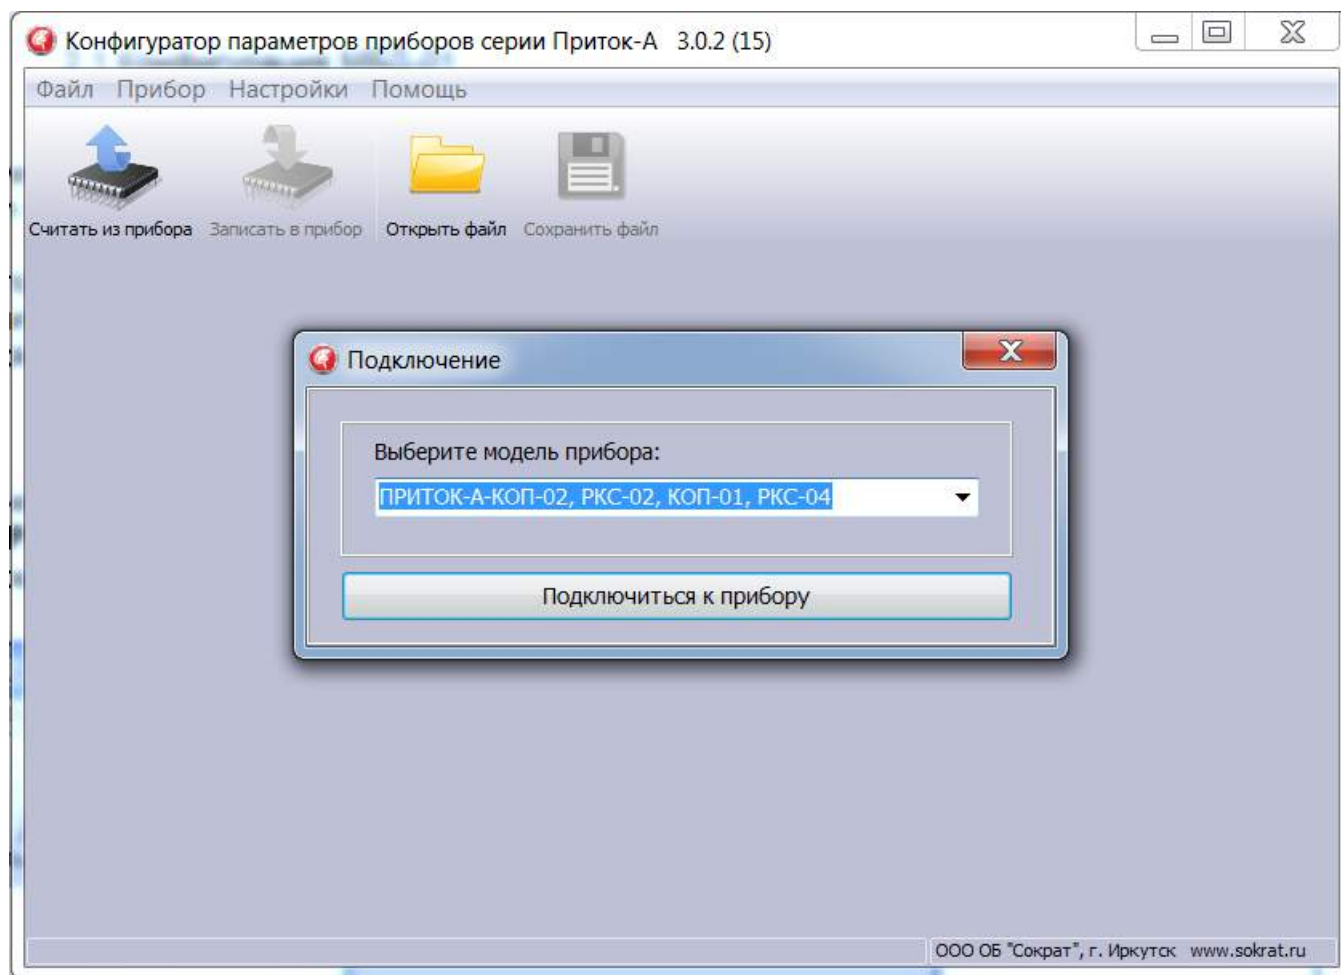 Конфигуратор параметров приборов серии Приток-А 3.0.2 (15)
Файл Прибор Настройки Помощь
Считать из прибора Записать в прибор Открыть файл Сохранить файл
Подключение
Выберите модель прибора:
ПРИТОК-А-КОП-02, РКС-02, КОП-01, РКС-04
Подключиться к прибору
ООО ОБ "Сократ", г. Иркутск www.sokrat.ru